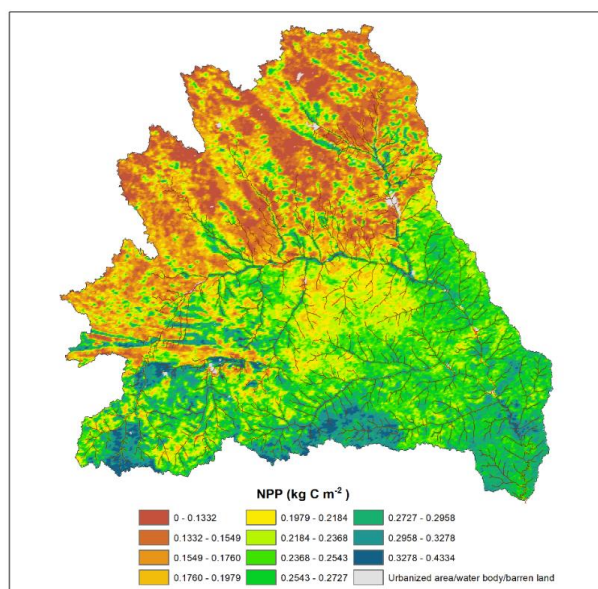 NPP (kg C m-2 )
0 - 0.1332 0.1979 - 0.2184 0.2727 - 0.2958
0.1332 - 0.1549 0.2184 - 0.2368 0.2958 - 0.3278
0.1549 - 0.1760 0.2368 - 0.2543 0.3278 - 0.4334
0.1760 - 0.1979 0.2543 - 0.2727 Urbanized area/water body/barren land